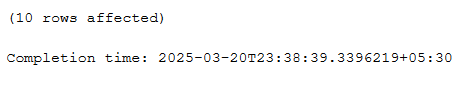 (10 rows affected)
Completion time: 2025-03-20T23:38:39.3396219+05:30